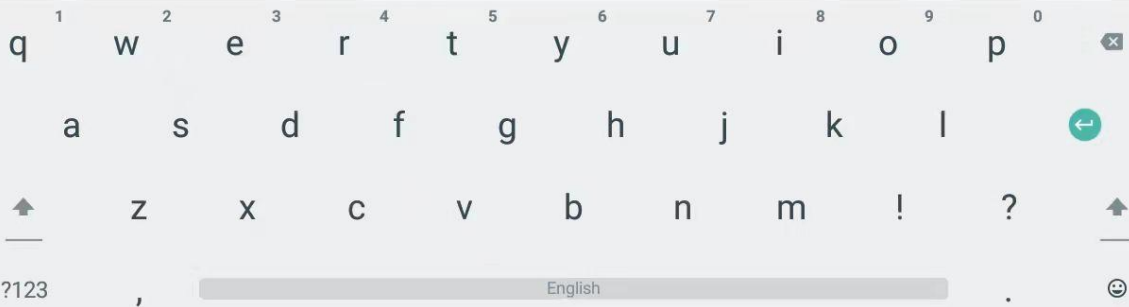 1 2 3 4 5 6 7 8 9 0
q w e r t y u i o p
a s d f g h j k l
z x c v b n m ! ?
?123 , English .